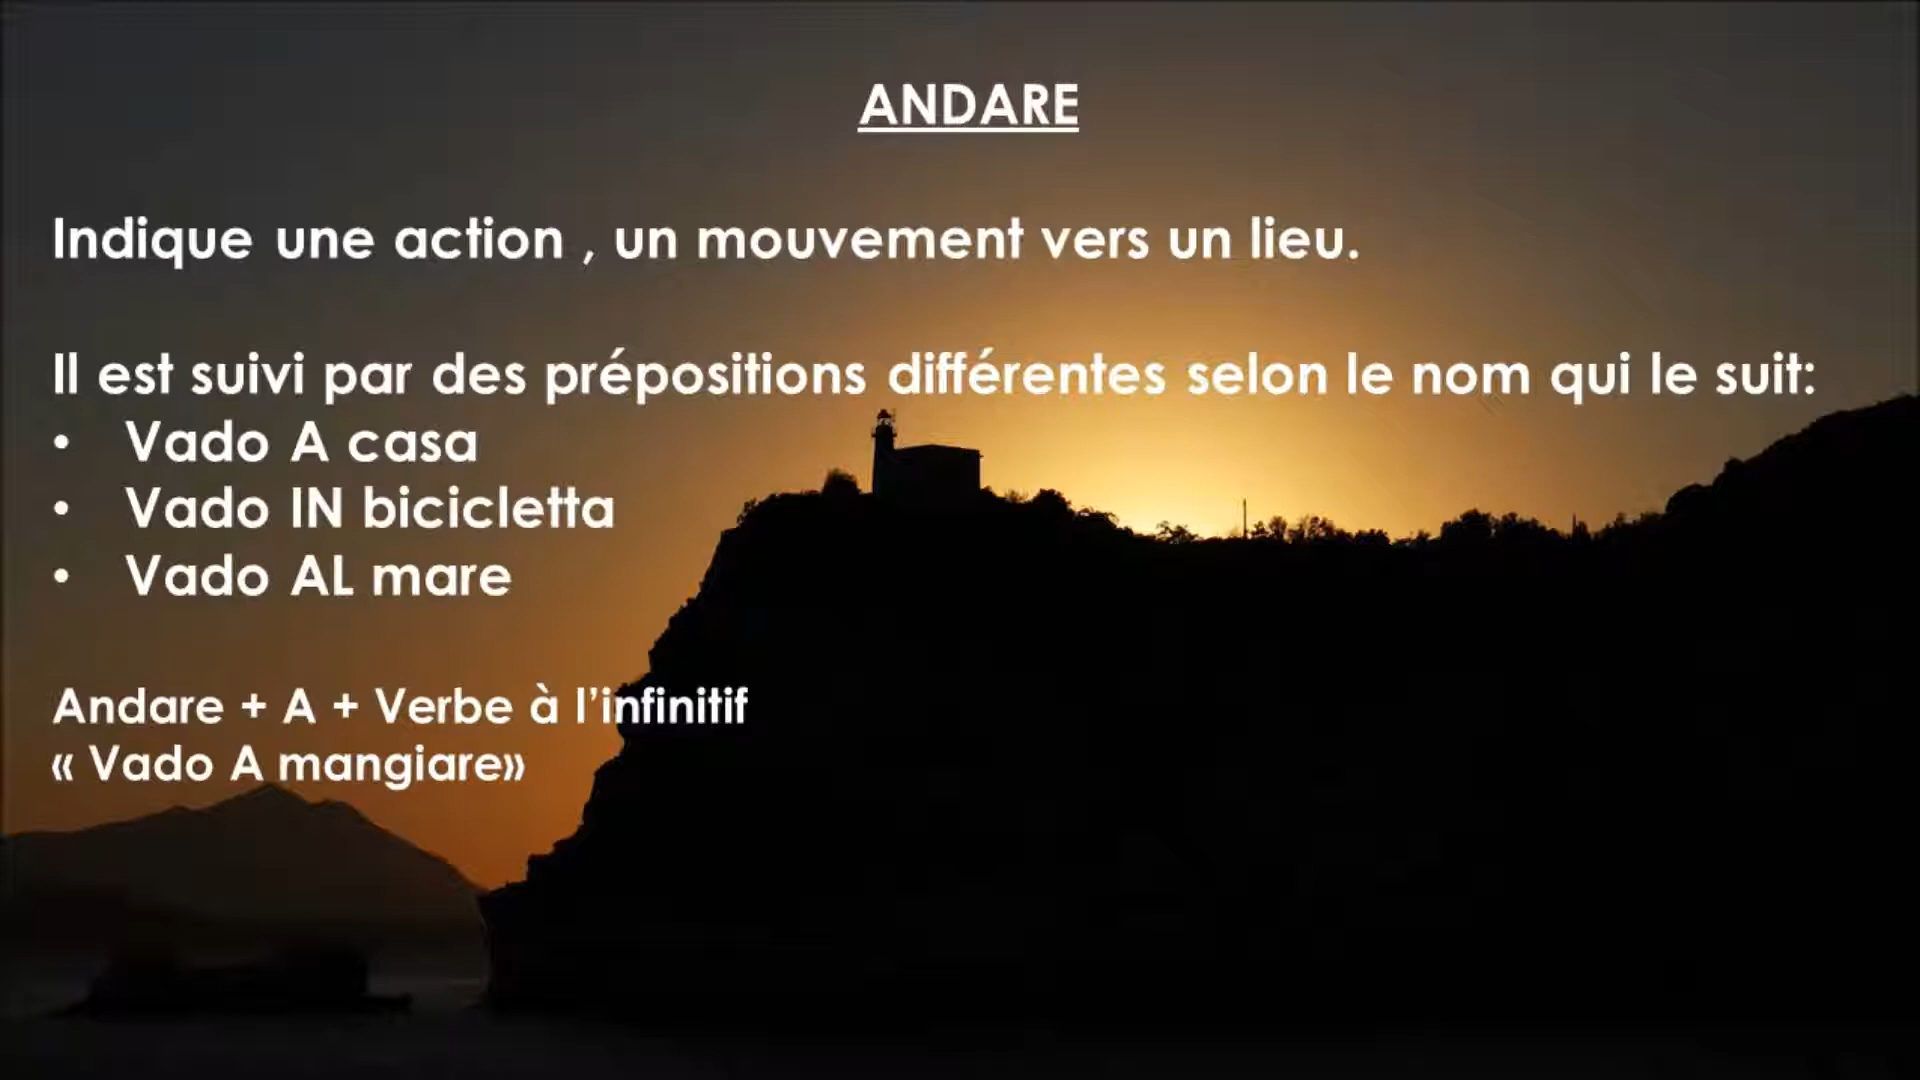 ANDARE
Indique une action , un mouvement vers un lieu.
Il est suivi par des prépositions différentes selon le nom qui le suit:
• Vado A casa
• Vado IN bicicletta
• Vado AL mare
Andare + A + Verbe à l’infinitif
« Vado A mangiare»